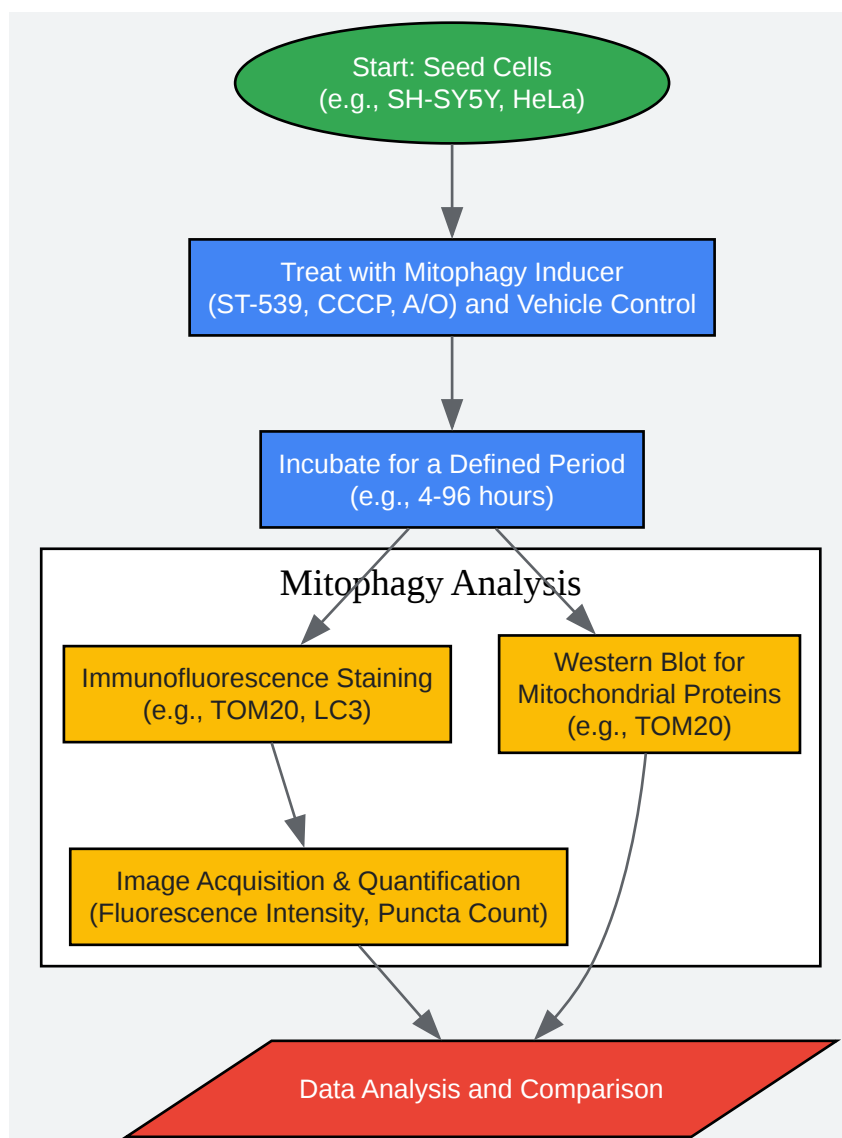 Start: Seed Cells
(e.g., SH-SY5Y, HeLa)
Treat with Mitophagy Inducer
(ST-539, CCCP, A/O) and Vehicle Control
Incubate for a Defined Period
(e.g., 4-96 hours)
Mitophagy Analysis
Immunofluorescence Staining
(e.g., TOM20, LC3)
Western Blot for
Mitochondrial Proteins
(e.g., TOM20)
Image Acquisition & Quantification
(Fluorescence Intensity, Puncta Count)
Data Analysis and Comparison